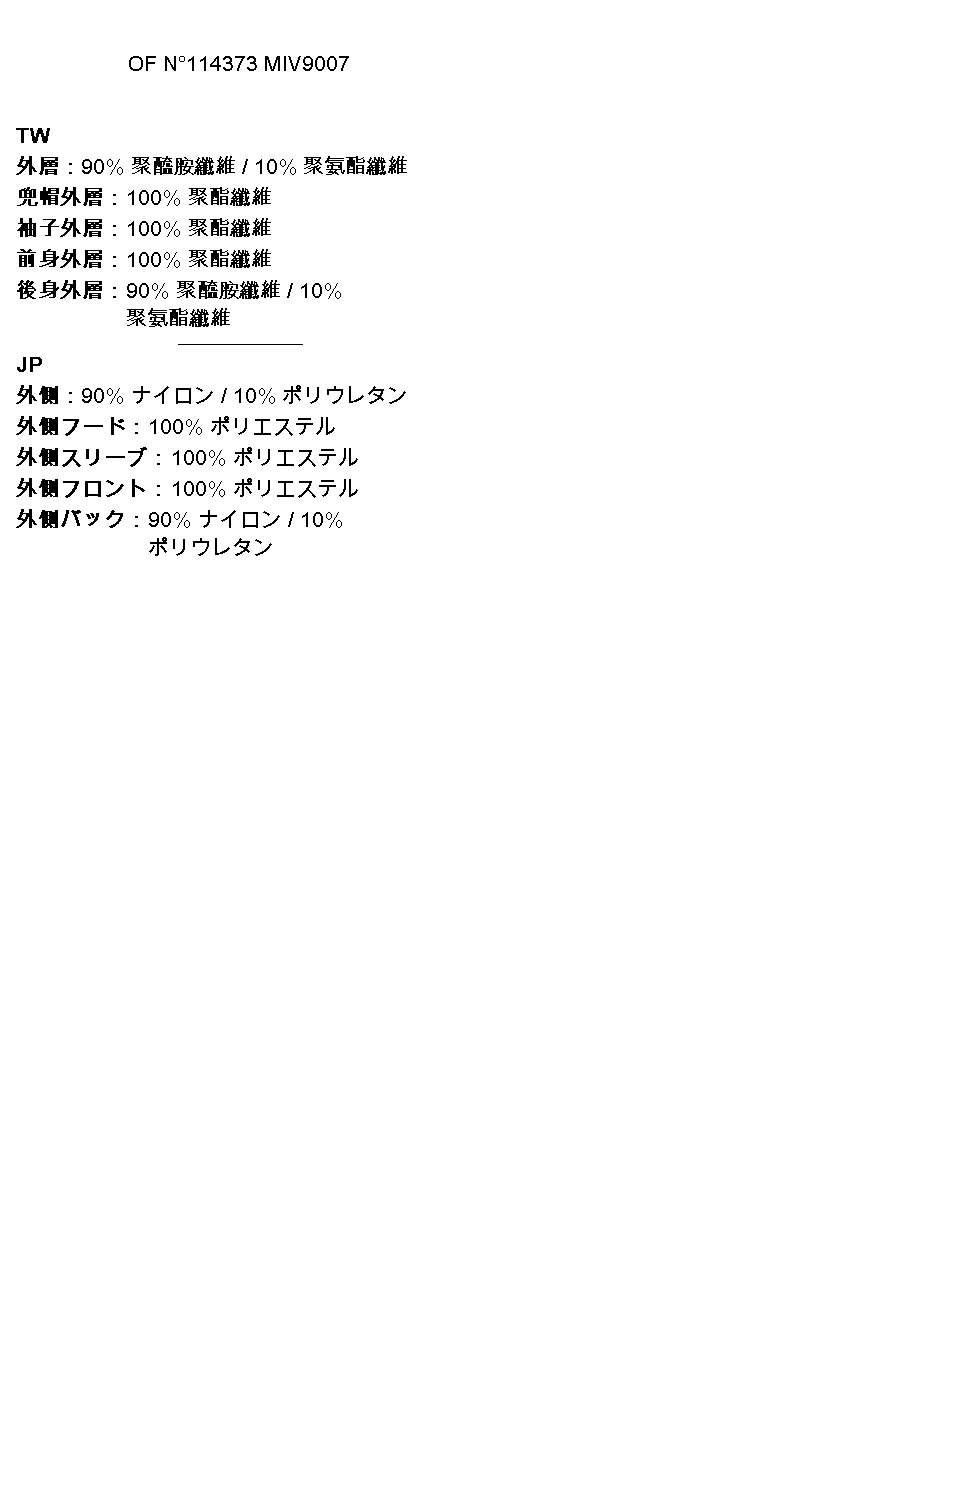 OF N°114373 MIV9007
TW
外層：90% 聚醯胺纖維 / 10% 聚氨酯纖維
兜帽外層：100% 聚酯纖維
袖子外層：100% 聚酯纖維
前身外層：100% 聚酯纖維
後身外層：90% 聚醯胺纖維 / 10%
聚氨酯纖維
JP
外側：90% ナイロン / 10% ポリウレタン
外側フード：100% ポリエステル
外側スリーブ：100% ポリエステル
外側フロント：100% ポリエステル
外側バック：90% ナイロン / 10%
ポリウレタン